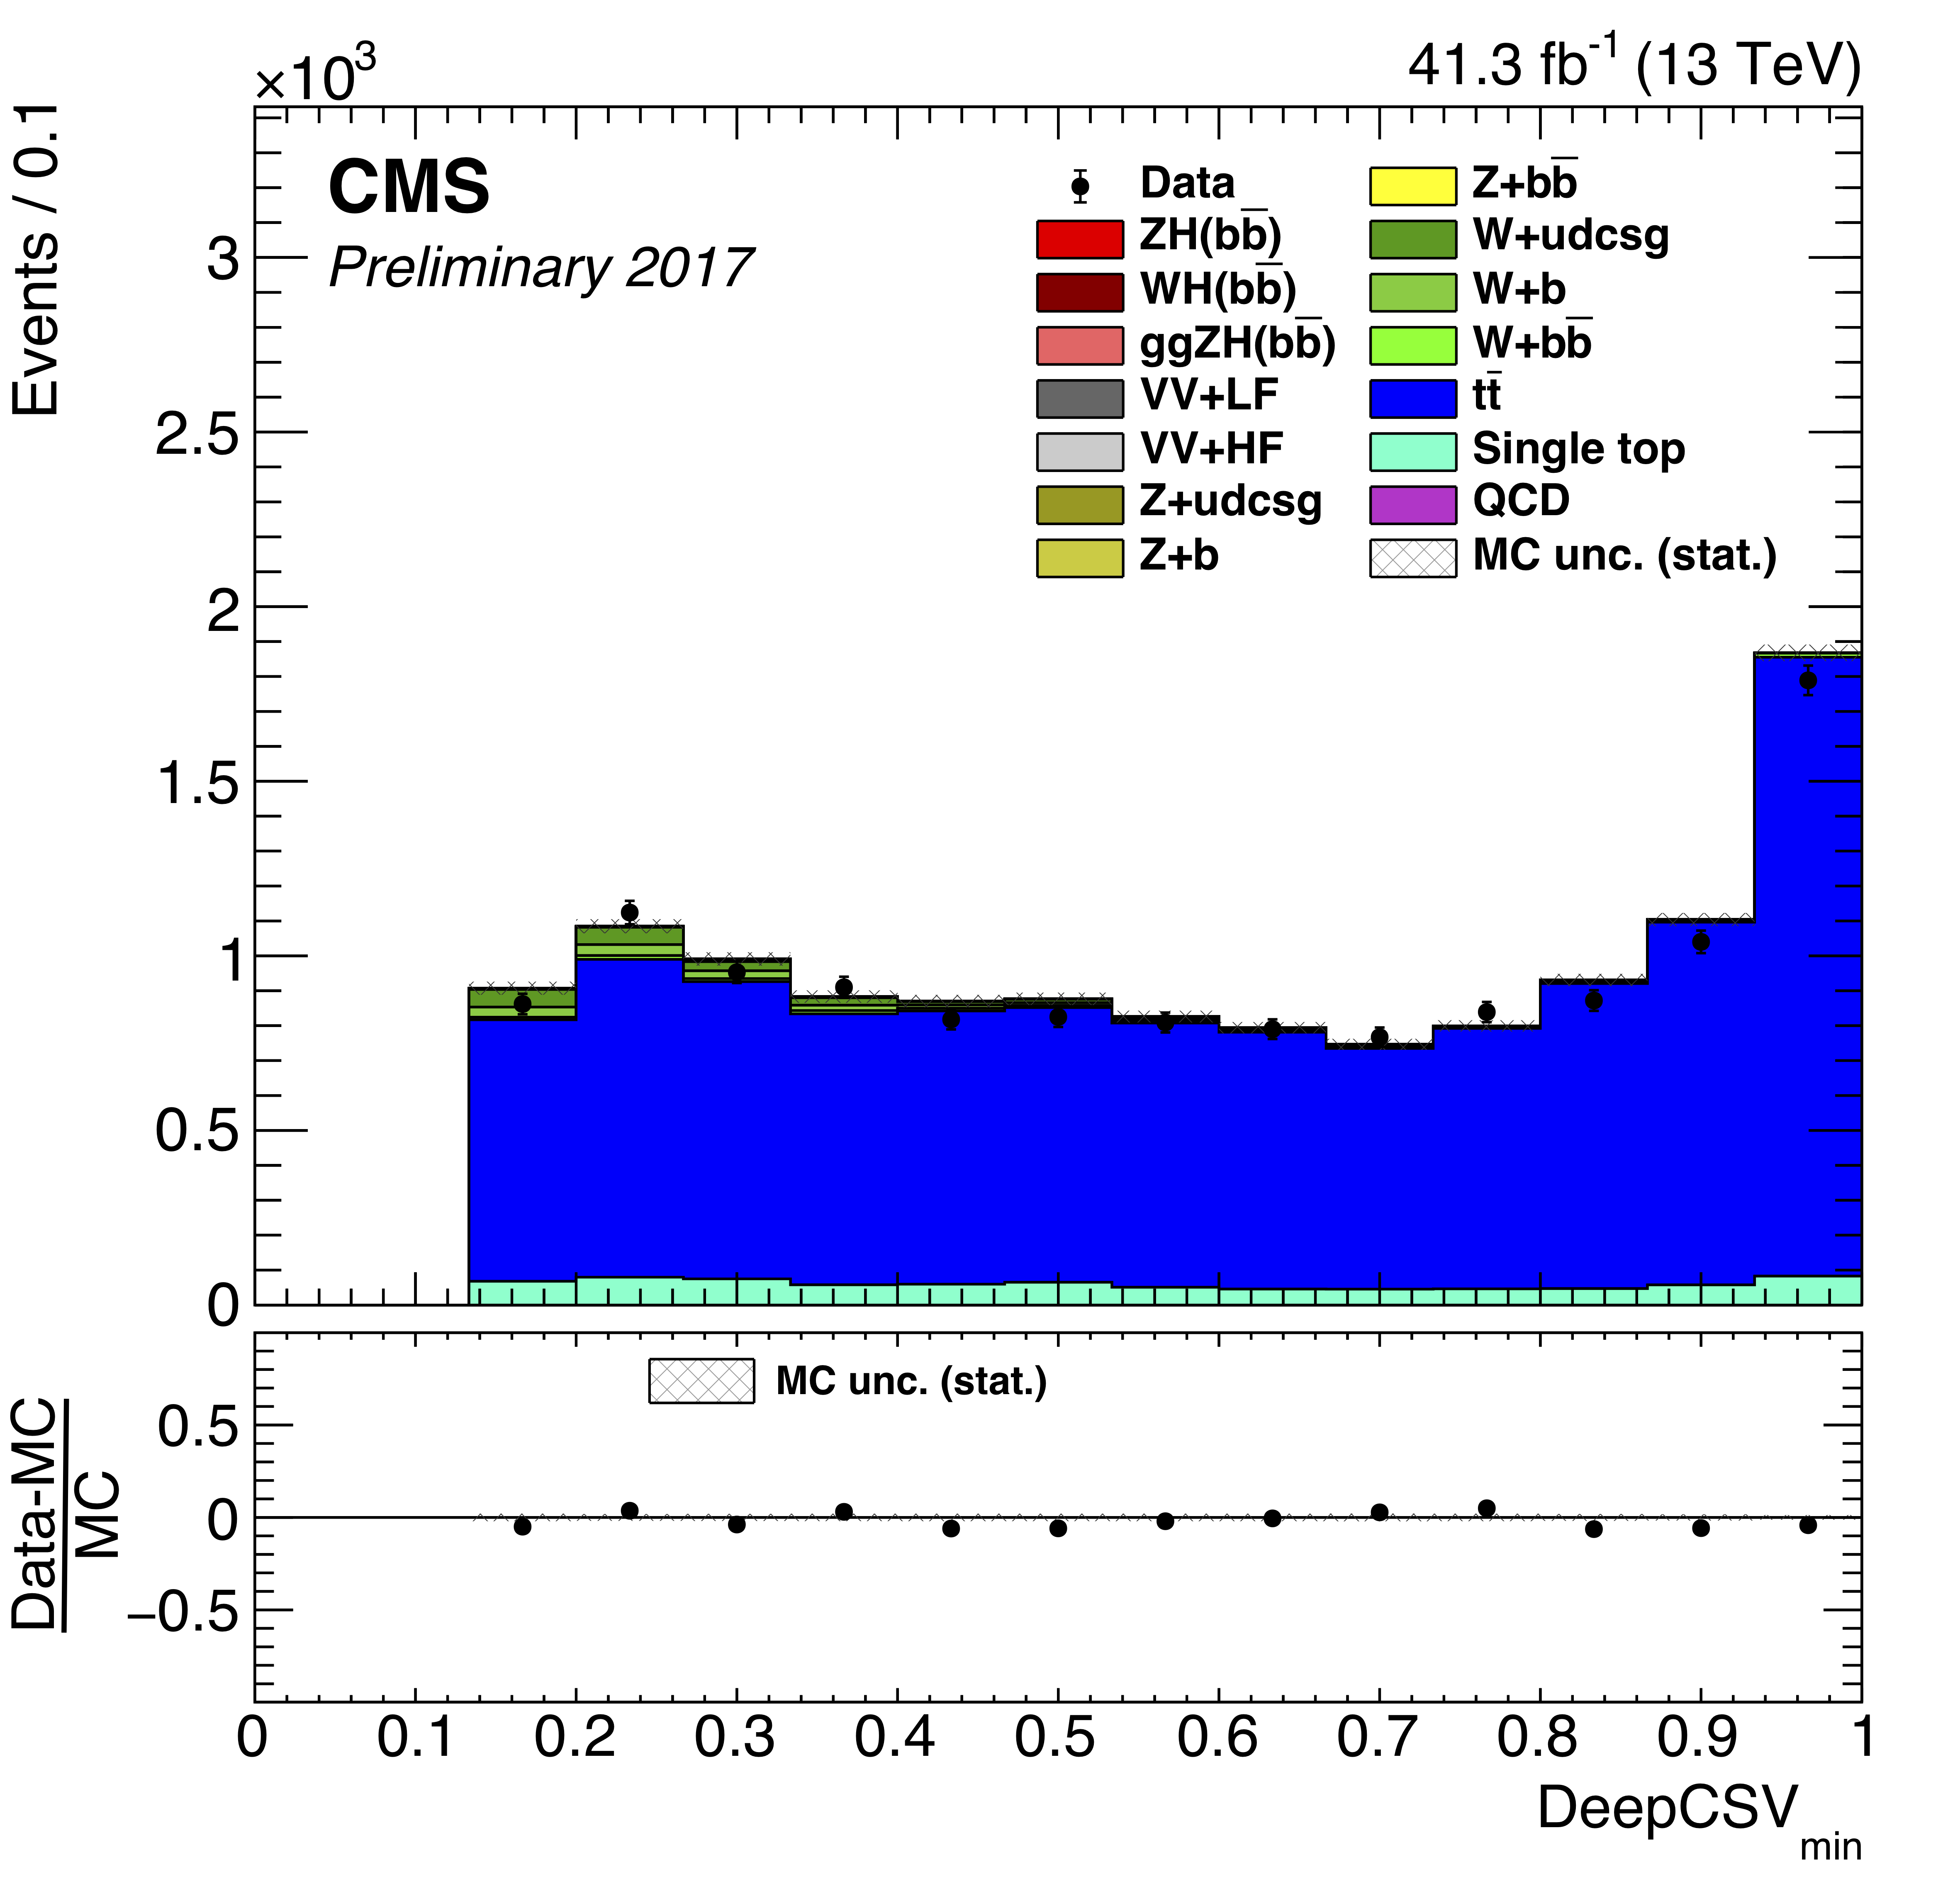 ×10³
41.3 fb⁻¹ (13 TeV)
Events / 0.1
CMS
Preliminary 2017
Data
ZH(bb̅)
WH(bb̅)
ggZH(bb̅)
VV+LF
VV+HF
Z+udcsg
Z+b
Z+bb̅
W+udcsg
W+b
W+bb̅
tt̅
Single top
QCD
MC unc. (stat.)
3
2.5
2
1.5
1
0.5
0
MC unc. (stat.)
Data-MC
MC
0.5
0
−0.5
0 0.1 0.2 0.3 0.4 0.5 0.6 0.7 0.8 0.9 1
DeepCSV
min